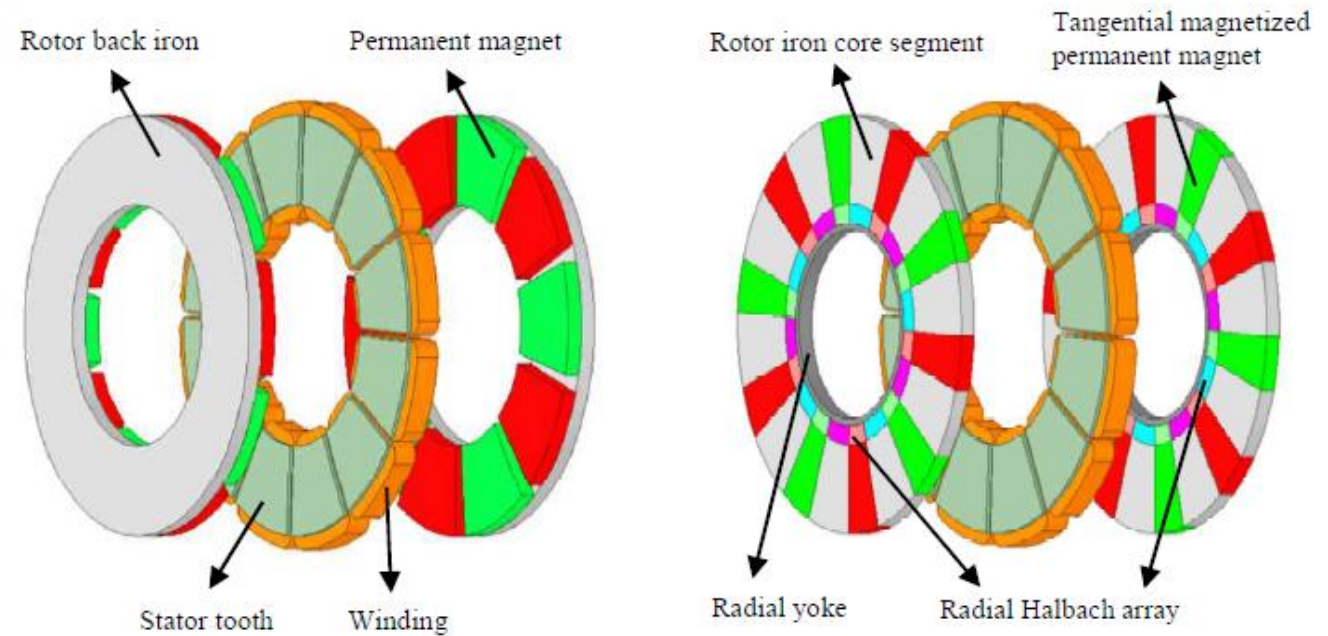 Rotor back iron
Permanent magnet
Rotor iron core segment
Tangential magnetized
permanent magnet
Stator tooth
Winding
Radial yoke
Radial Halbach array